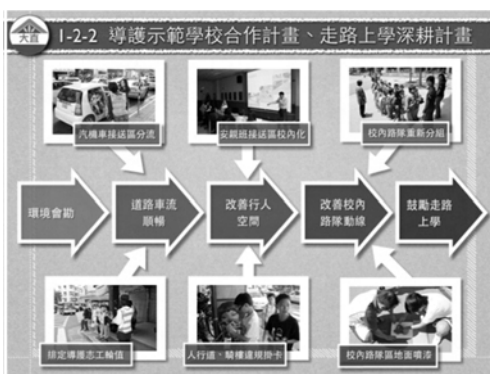 大直
1-2-2 導護示範學校合作計畫、走路上學深耕計畫
汽機車接送區分流
安親班接送區校內化
校內路隊重新分組
環境會勘
道路車流
順暢
改善行人
空間
改善校內
路隊動線
鼓勵走路
上學
排定導護志工輪值
人行道、騎樓違規掛卡
校內路隊區地面噴漆